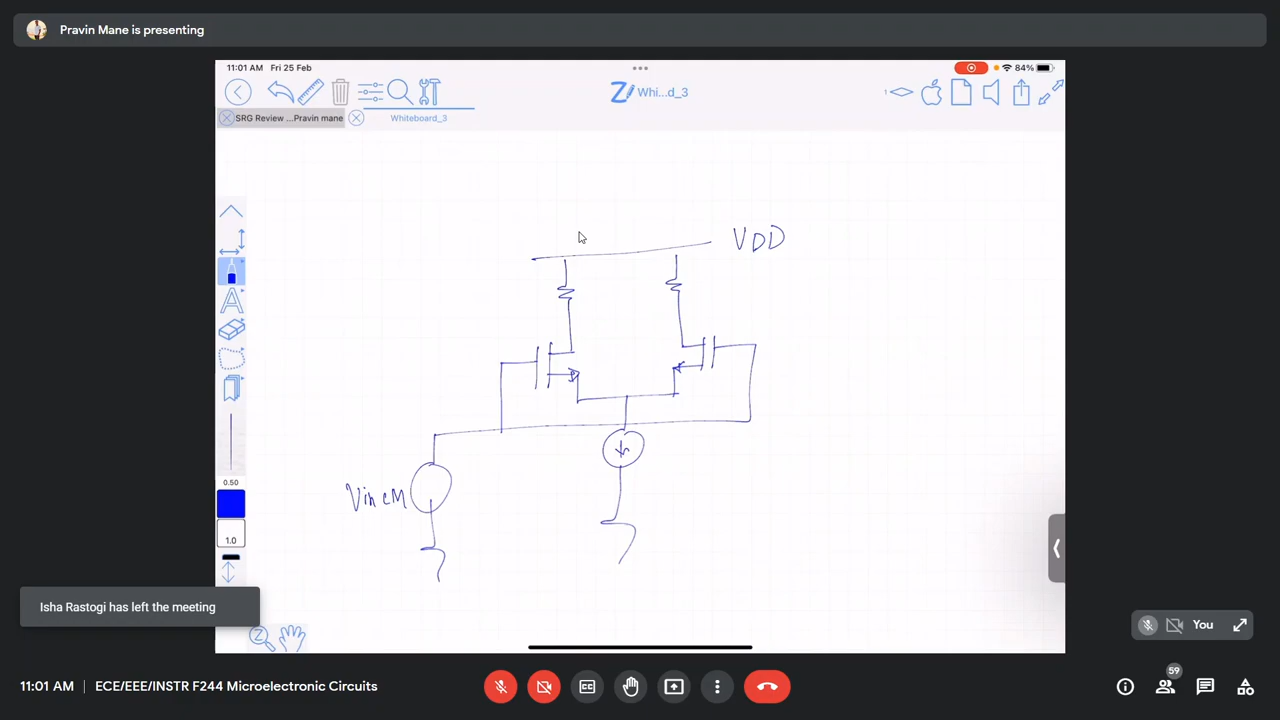 Pravin Mane is presenting
11:01 AM Fri 25 Feb
84%
Whi...d_3
1
SRG Review ...Pravin mane
Whiteboard_3
VDD
A
0.50
VinCM
1.0
Isha Rastogi has left the meeting
Z
You
11:01 AM | ECE/EEE/INSTR F244 Microelectronic Circuits
59